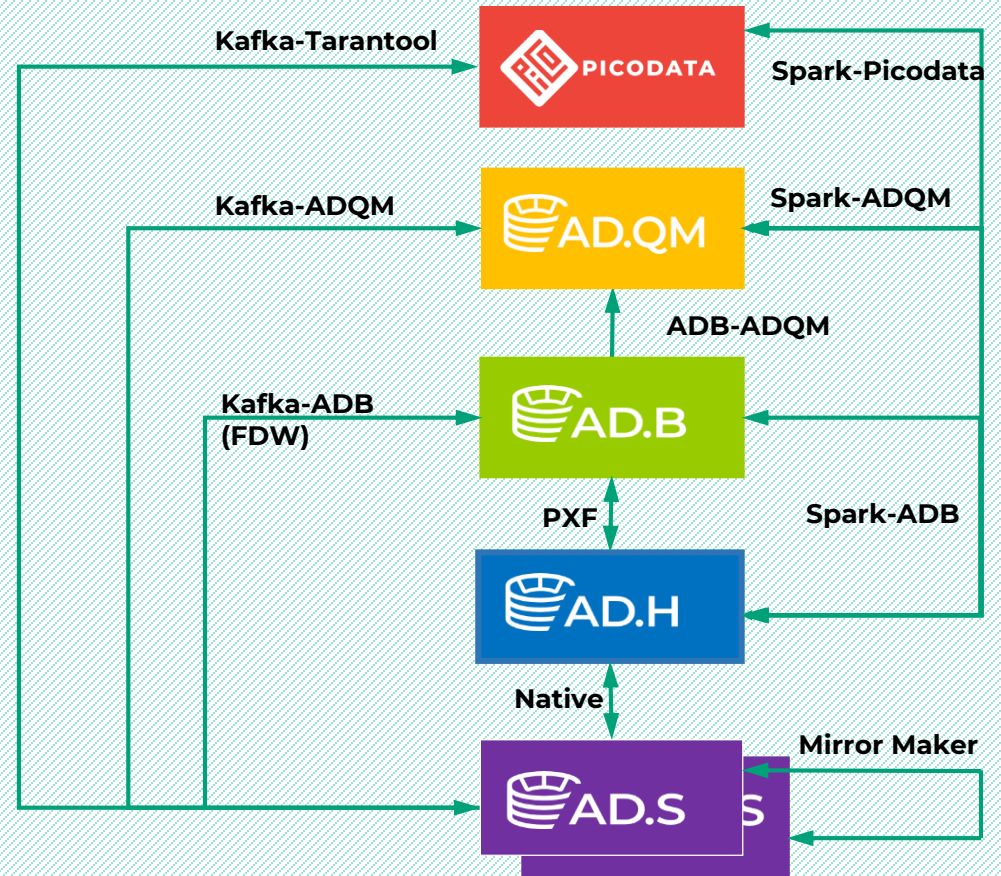 Kafka-Tarantool
PICODATA
Spark-Picodata
Kafka-ADQM
AD.QM
Spark-ADQM
ADB-ADQM
Kafka-ADB
(FDW)
AD.B
PXF
Spark-ADB
AD.H
Native
Mirror Maker
AD.S
S